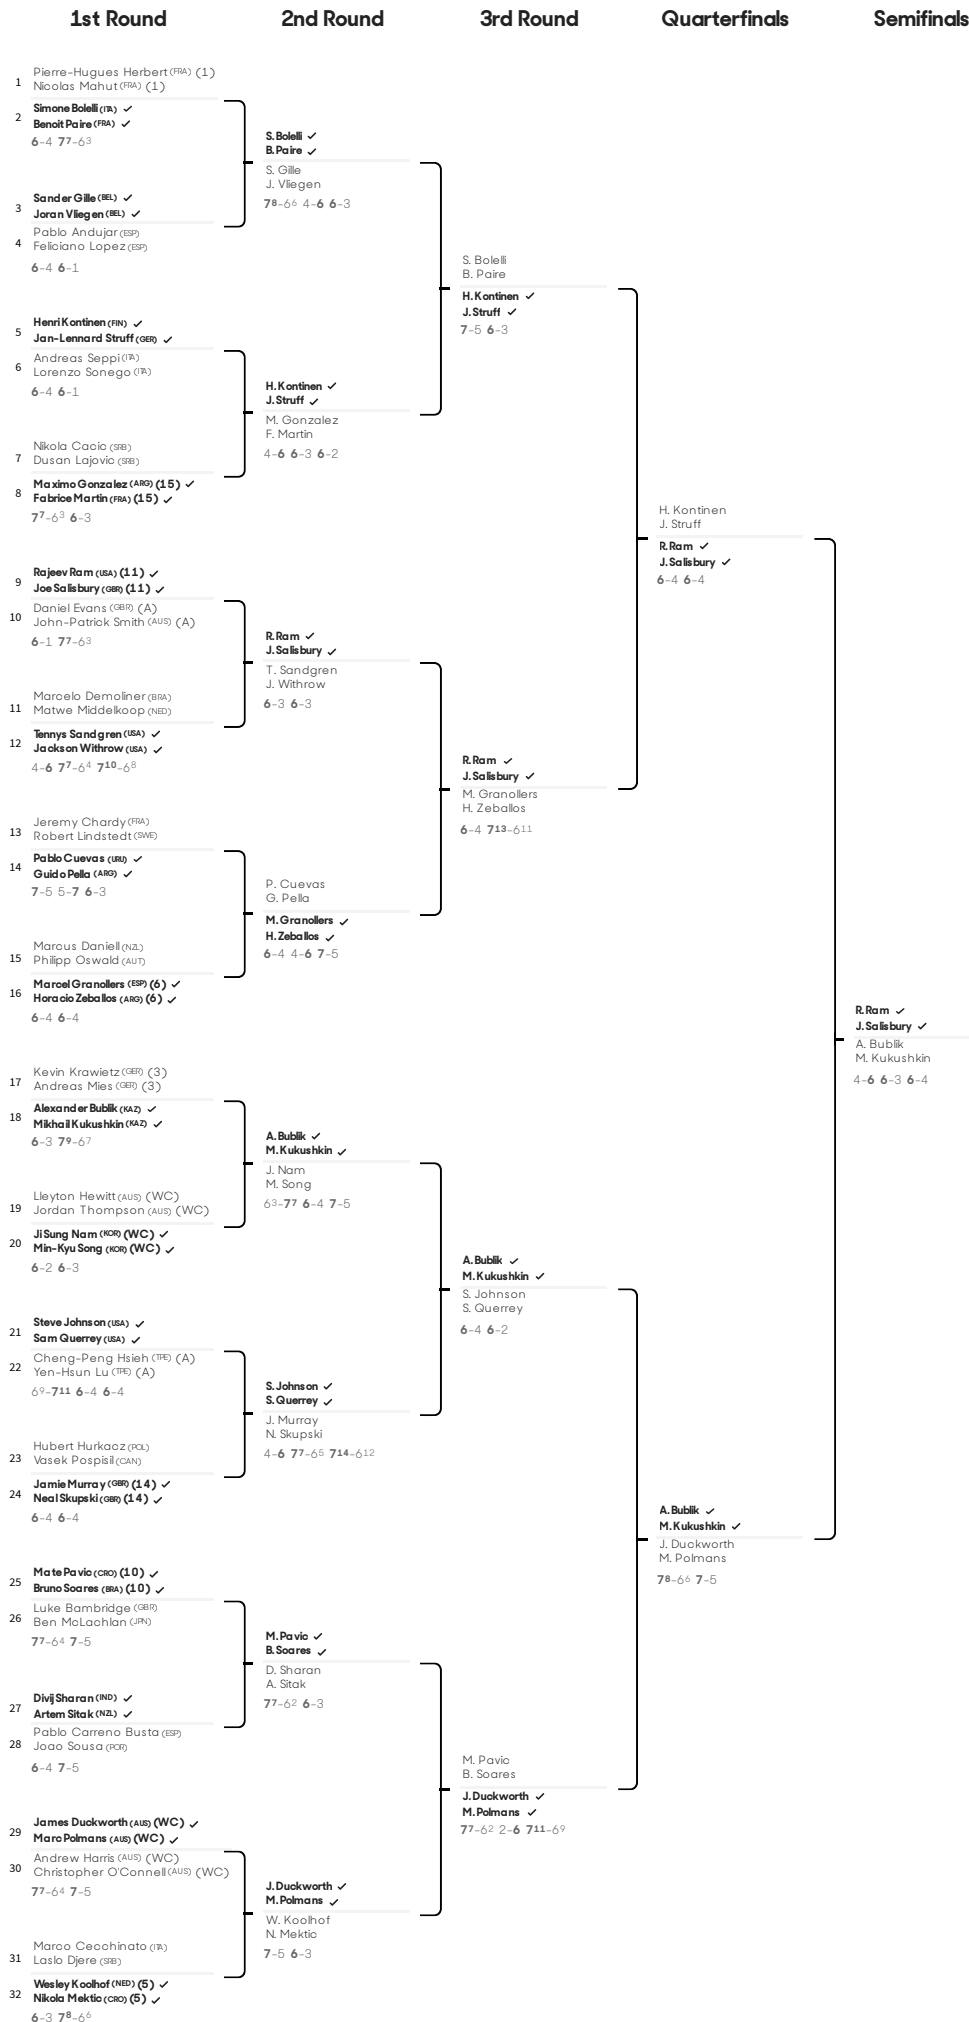 1st Round
2nd Round
3rd Round
Quarterfinals
Semifinals
1
Pierre-Hugues Herbert (FRA) (1)
Nicolas Mahut (FRA) (1)
2
Simone Bolelli (ITA) ✓
Benoit Paire (FRA) ✓
6-4 7⁷-6³
3
Sander Gille (BEL) ✓
Joran Vliegen (BEL) ✓
4
Pablo Andujar (ESP)
Feliciano Lopez (ESP)
6-4 6-1
5
Henri Kontinen (FIN) ✓
Jan-Lennard Struff (GER) ✓
6
Andreas Seppi (ITA)
Lorenzo Sonego (ITA)
6-4 6-1
7
Nikola Cacic (SRB)
Dusan Lajovic (SRB)
8
Maximo Gonzalez (ARG) (15) ✓
Fabrice Martin (FRA) (15) ✓
7⁷-6³ 6-3
9
Rajeev Ram (USA) (11) ✓
Joe Salisbury (GBR) (11) ✓
10
Daniel Evans (GBR) (A)
John-Patrick Smith (AUS) (A)
6-1 7⁷-6³
11
Marcelo Demoliner (BRA)
Matwe Middelkoop (NED)
12
Tennys Sandgren (USA) ✓
Jackson Withrow (USA) ✓
4-6 7⁷-6⁴ 7¹⁰-6⁸
13
Jeremy Chardy (FRA)
Robert Lindstedt (SWE)
14
Pablo Cuevas (URU) ✓
Guido Pella (ARG) ✓
7-5 5-7 6-3
15
Marcus Daniell (NZL)
Philipp Oswald (AUT)
16
Marcel Granollers (ESP) (6) ✓
Horacio Zeballos (ARG) (6) ✓
6-4 6-4
17
Kevin Krawietz (GER) (3)
Andreas Mies (GER) (3)
18
Alexander Bublik (KAZ) ✓
Mikhail Kukushkin (KAZ) ✓
6-3 7⁹-6⁷
19
Lleyton Hewitt (AUS) (WC)
Jordan Thompson (AUS) (WC)
20
Ji Sung Nam (KOR) (WC) ✓
Min-Kyu Song (KOR) (WC) ✓
6-2 6-3
21
Steve Johnson (USA) ✓
Sam Querrey (USA) ✓
22
Cheng-Peng Hsieh (TPE) (A)
Yen-Hsun Lu (TPE) (A)
6⁹-7¹¹ 6-4 6-4
23
Hubert Hurkacz (POL)
Vasek Pospisil (CAN)
24
Jamie Murray (GBR) (14) ✓
Neal Skupski (GBR) (14) ✓
6-4 6-4
25
Mate Pavic (CRO) (10) ✓
Bruno Soares (BRA) (10) ✓
26
Luke Bambridge (GBR)
Ben McLachlan (JPN)
7⁷-6⁴ 7-5
27
Divij Sharan (IND) ✓
Artem Sitak (NZL) ✓
28
Pablo Carreno Busta (ESP)
Joao Sousa (POR)
6-4 7-5
29
James Duckworth (AUS) (WC) ✓
Marc Polmans (AUS) (WC) ✓
30
Andrew Harris (AUS) (WC)
Christopher O'Connell (AUS) (WC)
7⁷-6⁴ 7-5
31
Marco Cecchinato (ITA)
Laslo Djere (SRB)
32
Wesley Koolhof (NED) (5) ✓
Nikola Mektic (CRO) (5) ✓
6-3 7⁸-6⁶
S. Bolelli ✓
B. Paire ✓
S. Gille
J. Vliegen
7⁸-6⁶ 4-6 6-3
H. Kontinen ✓
J. Struff ✓
M. Gonzalez
F. Martin
4-6 6-3 6-2
R. Ram ✓
J. Salisbury ✓
T. Sandgren
J. Withrow
6-3 6-3
P. Cuevas
G. Pella
M. Granollers ✓
H. Zeballos ✓
6-4 4-6 7-5
A. Bublik ✓
M. Kukushkin ✓
J. Nam
M. Song
6³-7⁷ 6-4 7-5
S. Johnson ✓
S. Querrey ✓
J. Murray
N. Skupski
4-6 7⁷-6⁵ 7¹⁴-6¹²
M. Pavic ✓
B. Soares ✓
D. Sharan
A. Sitak
7⁷-6² 6-3
J. Duckworth ✓
M. Polmans ✓
W. Koolhof
N. Mektic
7-5 6-3
S. Bolelli
B. Paire
H. Kontinen ✓
J. Struff ✓
7-5 6-3
R. Ram ✓
J. Salisbury ✓
M. Granollers
H. Zeballos
6-4 7¹³-6¹¹
A. Bublik ✓
M. Kukushkin ✓
S. Johnson
S. Querrey
6-4 6-2
M. Pavic
B. Soares
J. Duckworth ✓
M. Polmans ✓
7⁷-6² 2-6 7¹¹-6⁹
H. Kontinen
J. Struff
R. Ram ✓
J. Salisbury ✓
6-4 6-4
A. Bublik ✓
M. Kukushkin ✓
J. Duckworth
M. Polmans
7⁸-6⁶ 7-5
R. Ram ✓
J. Salisbury ✓
A. Bublik
M. Kukushkin
4-6 6-3 6-4